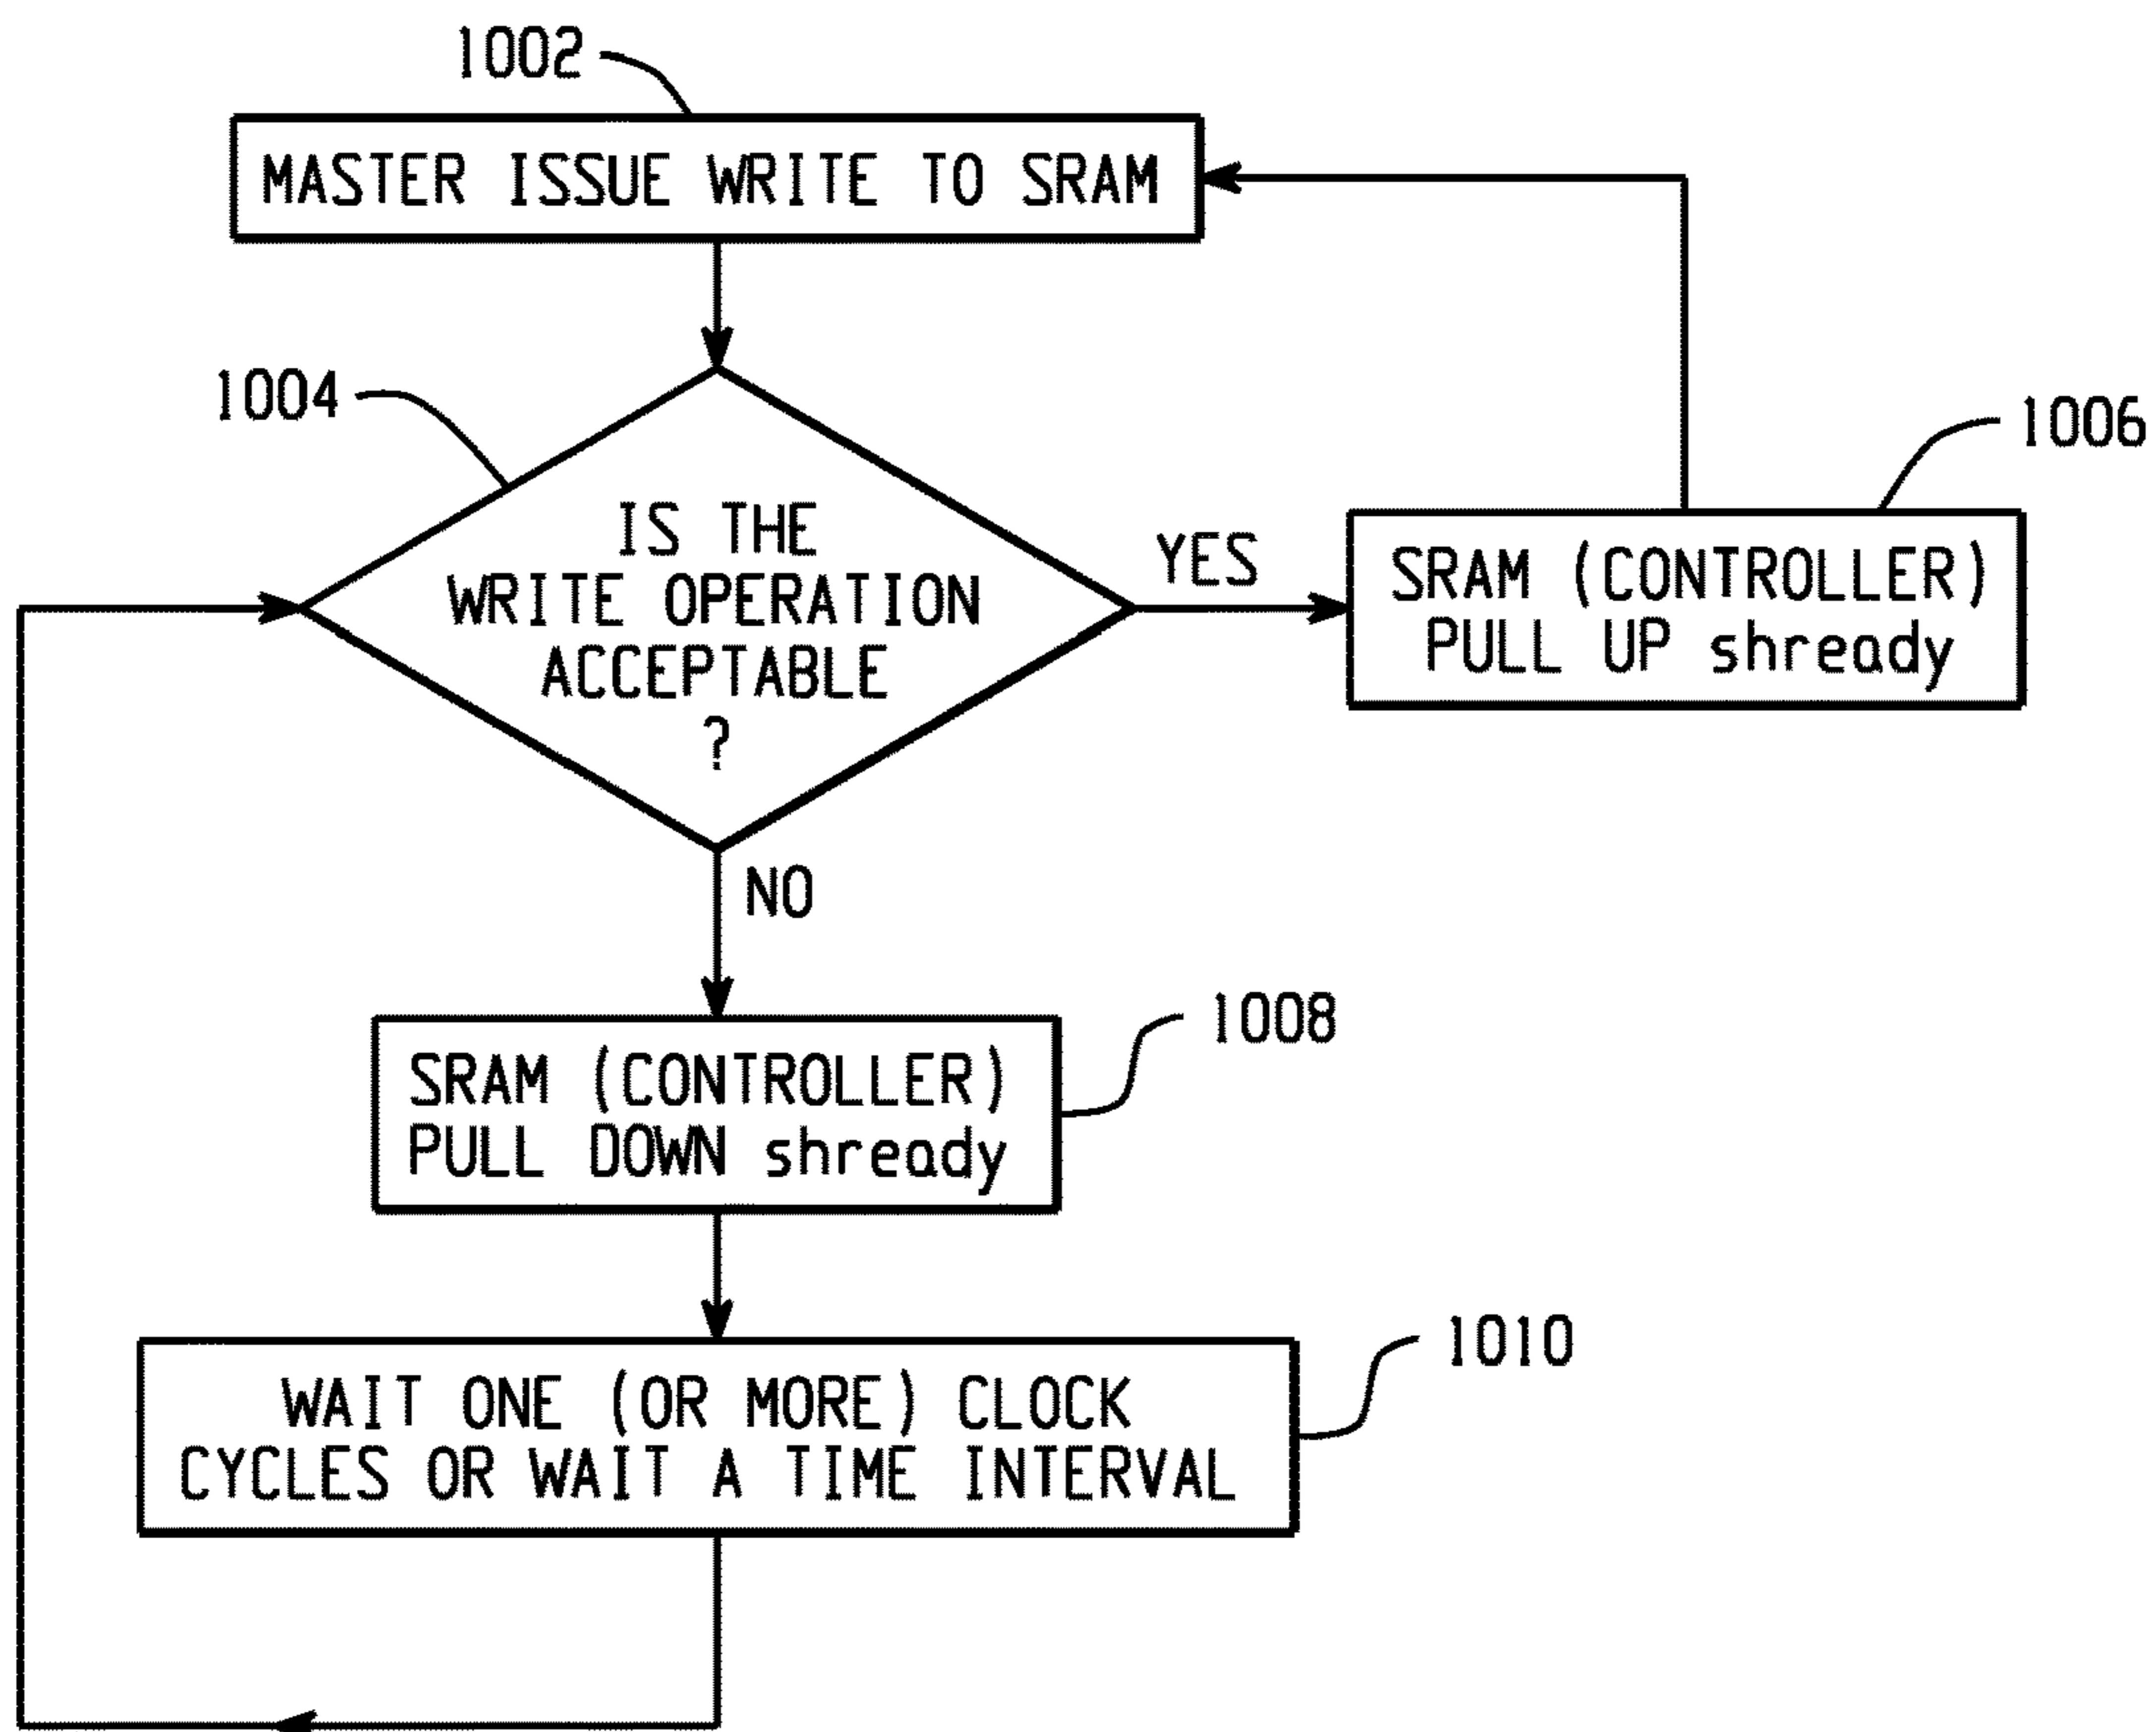 1002
MASTER ISSUE WRITE TO SRAM
1004
IS THE
WRITE OPERATION
ACCEPTABLE
?
YES
1006
SRAM (CONTROLLER)
PULL UP shready
NO
1008
SRAM (CONTROLLER)
PULL DOWN shready
1010
WAIT ONE (OR MORE) CLOCK
CYCLES OR WAIT A TIME INTERVAL